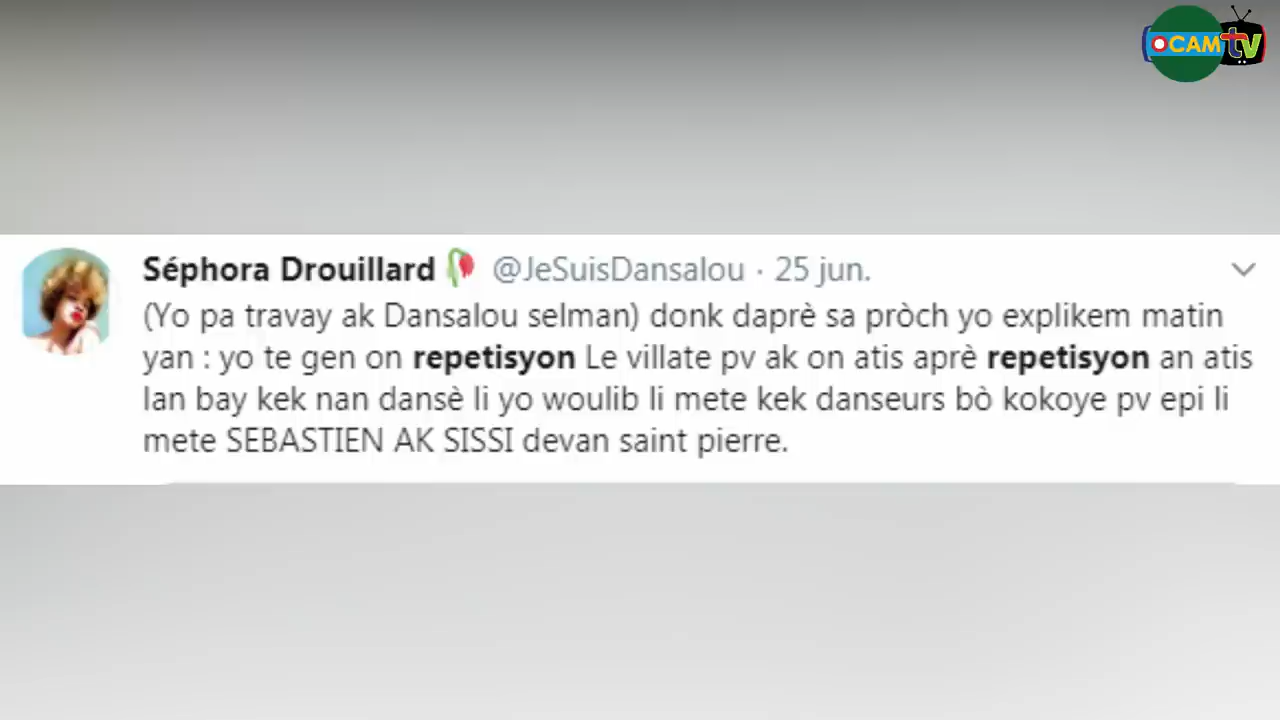 OCAMtv
Séphora Drouillard @JeSuisDansalou · 25 jun.
(Yo pa travay ak Dansalou selman) donk daprè sa pròch yo explikem matin
yan : yo te gen on repetisyon Le villate pv ak on atis aprè repetisyon an atis
lan bay kek nan dansè li yo woulib li mete kek danseurs bò kokoye pv epi li
mete SEBASTIEN AK SISSI devan saint pierre.